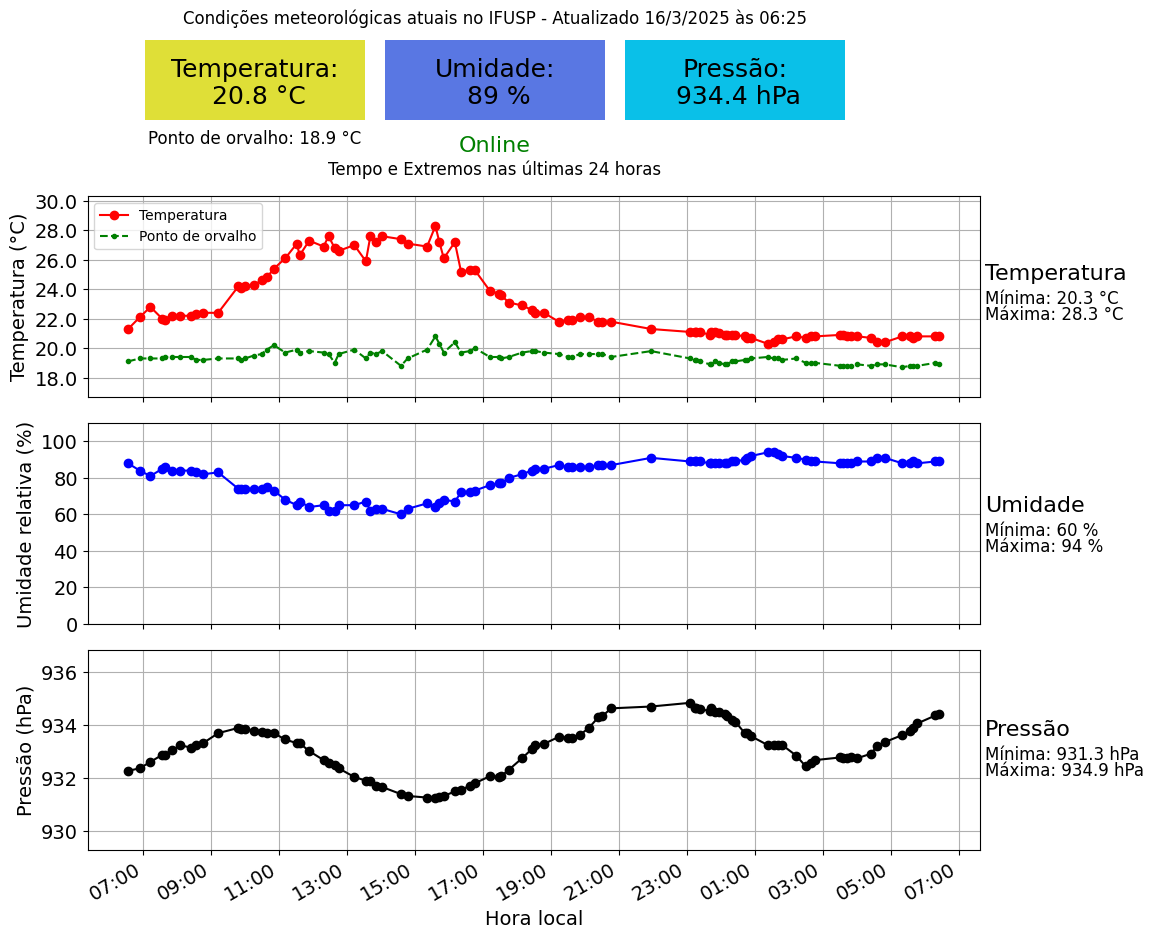 Condições meteorológicas atuais no IFUSP - Atualizado 16/3/2025 às 06:25
Temperatura:
20.8 °C
Umidade:
89 %
Pressão:
934.4 hPa
Ponto de orvalho: 18.9 °C
Online
Tempo e Extremos nas últimas 24 horas
Temperatura (°C)
30.0
28.0
26.0
24.0
22.0
20.0
18.0
Temperatura
Ponto de orvalho
Temperatura
Mínima: 20.3 °C
Máxima: 28.3 °C
Umidade relativa (%)
100
80
60
40
20
0
Umidade
Mínima: 60 %
Máxima: 94 %
Pressão (hPa)
936
934
932
930
Pressão
Mínima: 931.3 hPa
Máxima: 934.9 hPa
07:00 09:00 11:00 13:00 15:00 17:00 19:00 21:00 23:00 01:00 03:00 05:00 07:00
Hora local